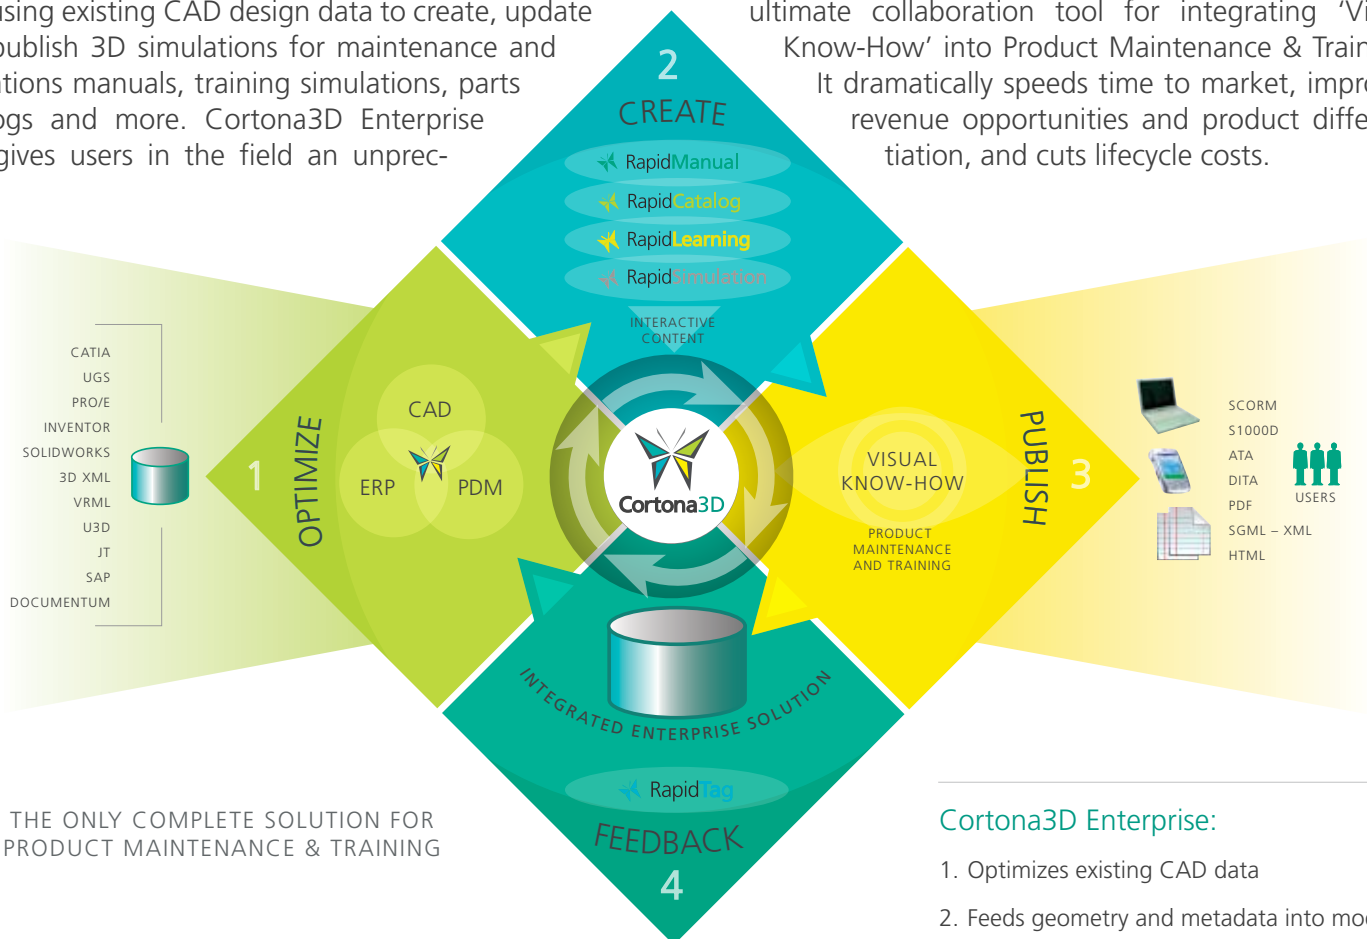 using existing CAD design data to create, update
publish 3D simulations for maintenance and
tions manuals, training simulations, parts
ogs and more. Cortona3D Enterprise
gives users in the field an unprec-
ultimate collaboration tool for integrating ‘Vi
Know-How’ into Product Maintenance & Train
It dramatically speeds time to market, impro
revenue opportunities and product diffe
tiation, and cuts lifecycle costs.
2
CREATE
RapidManual
RapidCatalog
RapidLearning
RapidSimulation
INTERACTIVE
CONTENT
CATIA
UGS
PRO/E
INVENTOR
SOLIDWORKS
3D XML
VRML
U3D
JT
SAP
DOCUMENTUM
1
OPTIMIZE
CAD
ERP
PDM
Cortona3D
VISUAL
KNOW-HOW
PRODUCT
MAINTENANCE
AND TRAINING
PUBLISH
3
SCORM
S1000D
ATA
DITA
PDF
SGML – XML
HTML
USERS
INTEGRATED ENTERPRISE SOLUTION
RapidTag
FEEDBACK
4
THE ONLY COMPLETE SOLUTION FOR
PRODUCT MAINTENANCE & TRAINING
Cortona3D Enterprise:
1. Optimizes existing CAD data
2. Feeds geometry and metadata into mo